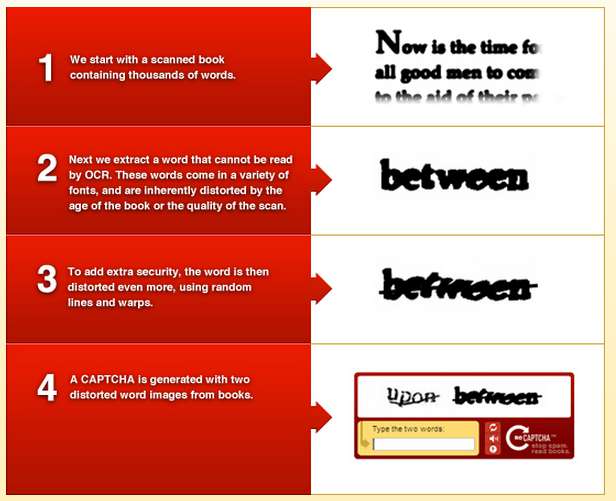 1
We start with a scanned book
containing thousands of words.
Now is the time fo
all good men to com
to the aid of their
2
Next we extract a word that cannot be read
by OCR. These words come in a variety of
fonts, and are inherently distorted by the
age of the book or the quality of the scan.
between
3
To add extra security, the word is then
distorted even more, using random
lines and warps.
between
4
A CAPTCHA is generated with two
distorted word images from books.
upon between
Type the two words:
reCAPTCHA™
stop spam.
read books.